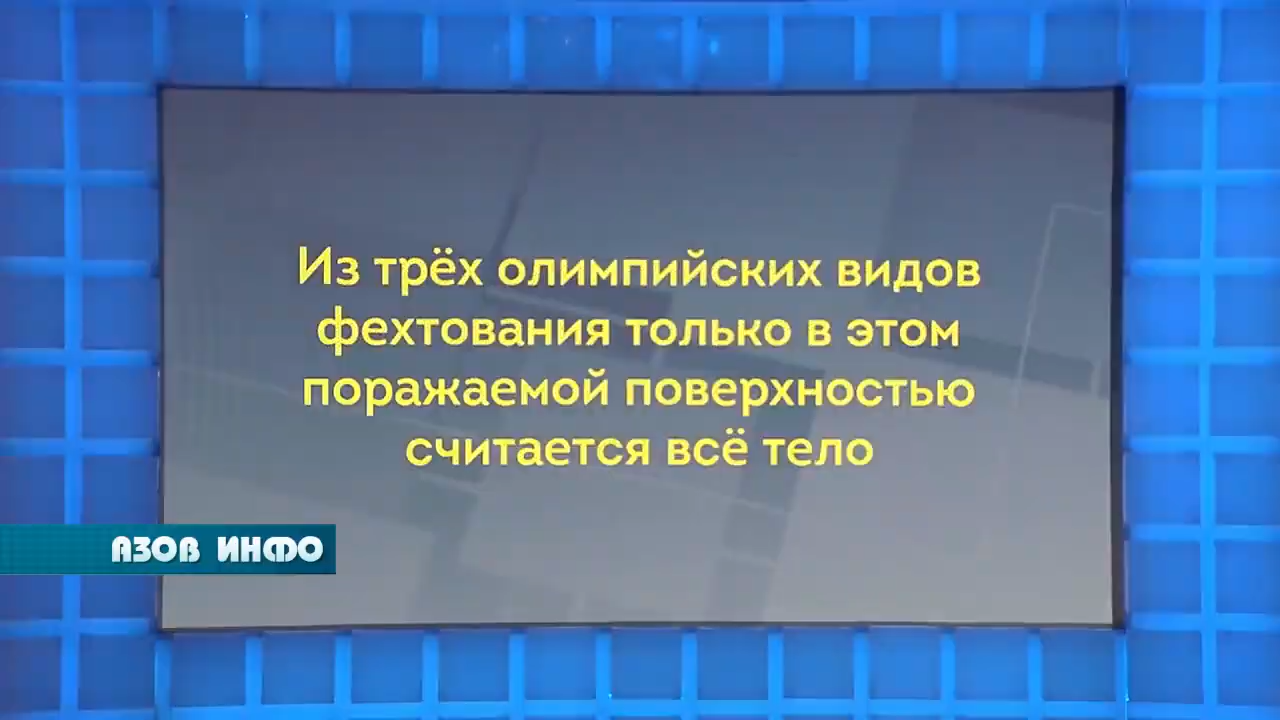 Из трёх олимпийских видов
фехтования только в этом
поражаемой поверхностью
считается всё тело
АЗОВ ИНФО